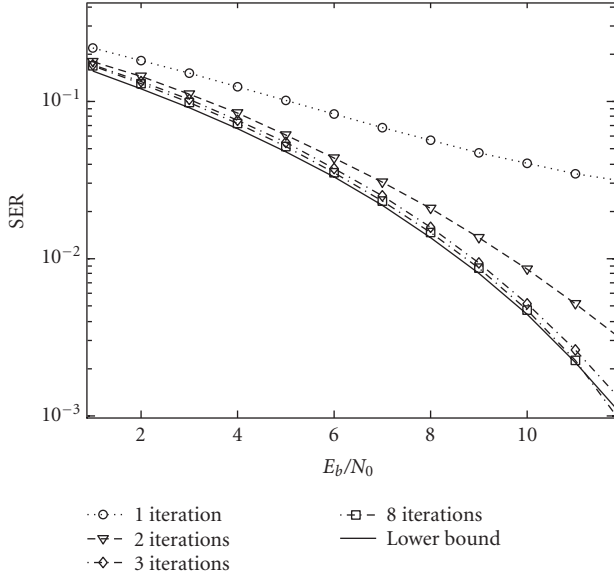 10⁻¹
10⁻²
10⁻³
SER
2 4 6 8 10
E_b/N_0
1 iteration
2 iterations
3 iterations
8 iterations
Lower bound